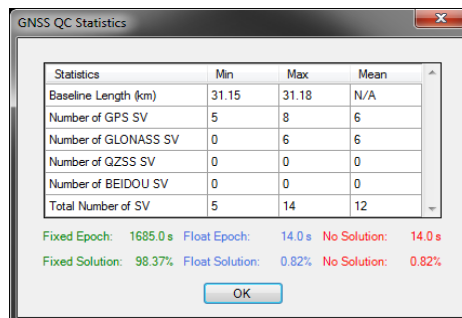 GNSS QC Statistics
Statistics Min Max Mean
Baseline Length (km) 31.15 31.18 N/A
Number of GPS SV 5 8 6
Number of GLONASS SV 0 6 6
Number of QZSS SV 0 0 0
Number of BEIDOU SV 0 0 0
Total Number of SV 5 14 12
Fixed Epoch: 1685.0 s Float Epoch: 14.0 s No Solution: 14.0 s
Fixed Solution: 98.37% Float Solution: 0.82% No Solution: 0.82%
OK